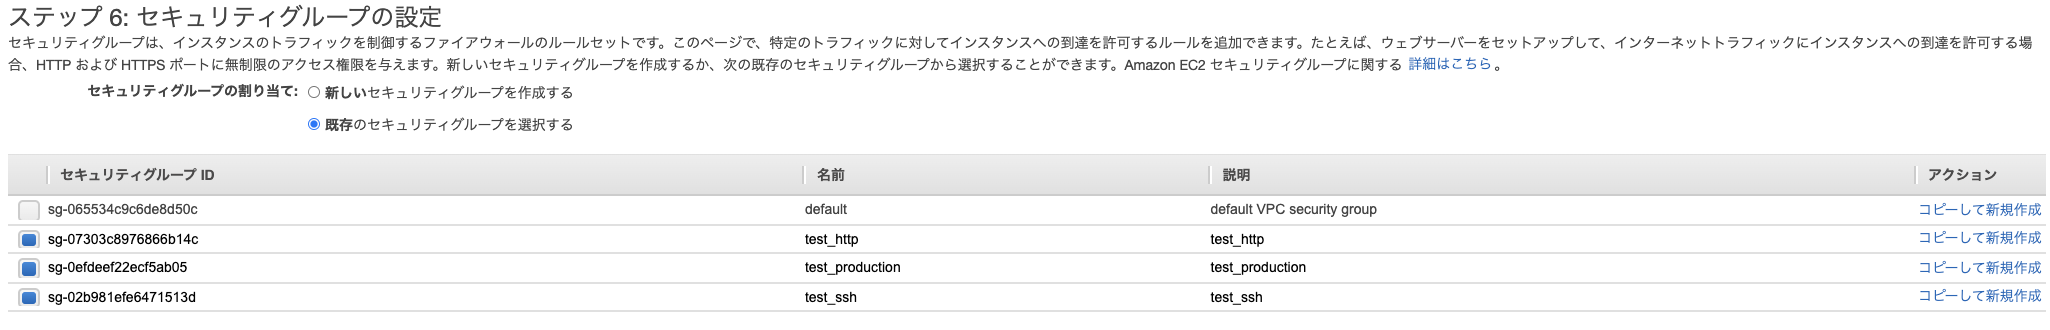 ステップ 6: セキュリティグループの設定
セキュリティグループは、インスタンスのトラフィックを制御するファイアウォールのルールセットです。このページで、特定のトラフィックに対してインスタンスへの到達を許可するルールを追加できます。たとえば、ウェブサーバーをセットアップして、インターネットトラフィックにインスタンスへの到達を許可する場
合、HTTP および HTTPS ポートに無制限のアクセス権限を与えます。新しいセキュリティグループを作成するか、次の既存のセキュリティグループから選択することができます。Amazon EC2 セキュリティグループに関する 詳細はこちら 。
セキュリティグループの割り当て: 新しいセキュリティグループを作成する
既存のセキュリティグループを選択する
セキュリティグループ ID 名前 説明 アクション
sg-065534c9c6de8d50c default default VPC security group コピーして新規作成
sg-07303c8976866b14c test_http test_http コピーして新規作成
sg-0efdeef22ecf5ab05 test_production test_production コピーして新規作成
sg-02b981efe6471513d test_ssh test_ssh コピーして新規作成